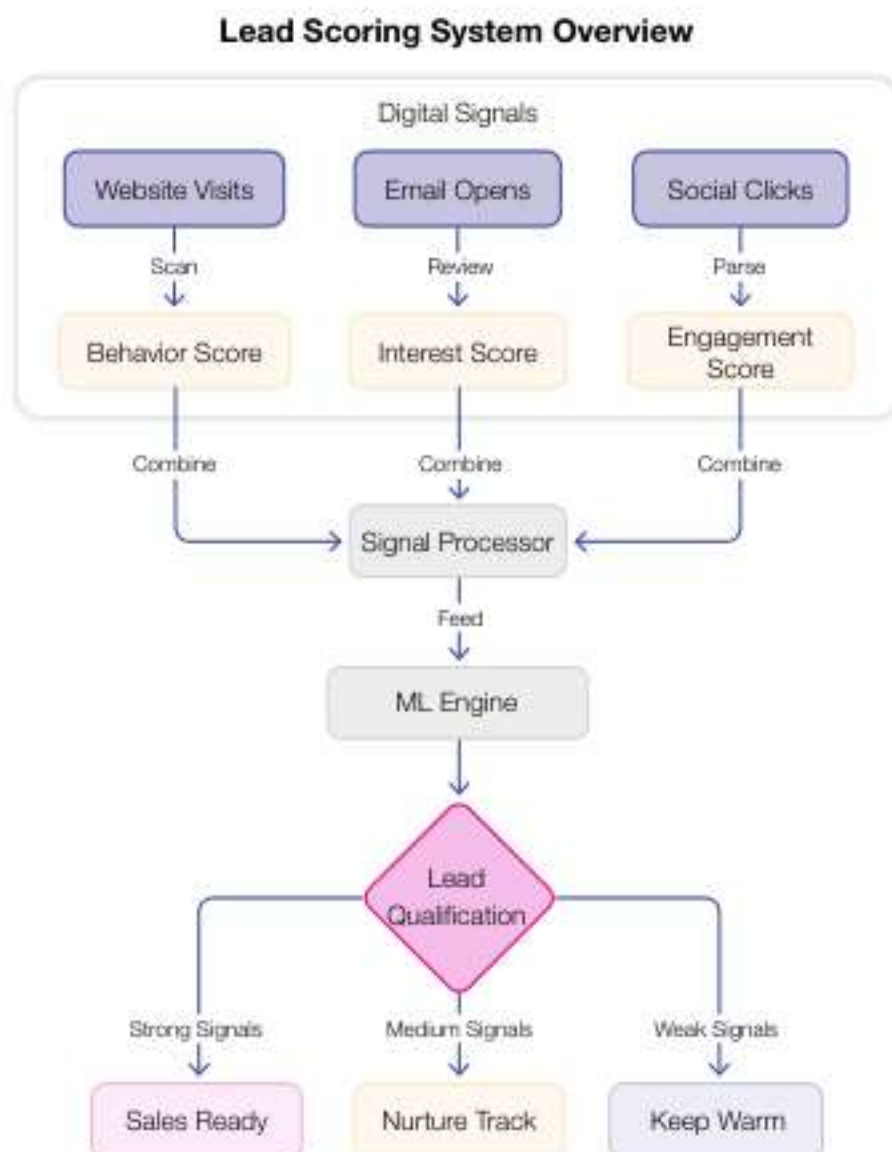 Lead Scoring System Overview
Digital Signals
Website Visits
Email Opens
Social Clicks
Scan
Review
Parse
Behavior Score
Interest Score
Engagement
Score
Combine
Combine
Combine
Signal Processor
Feed
ML Engine
Lead
Qualification
Strong Signals
Medium Signals
Weak Signals
Sales Ready
Nurture Track
Keep Warm